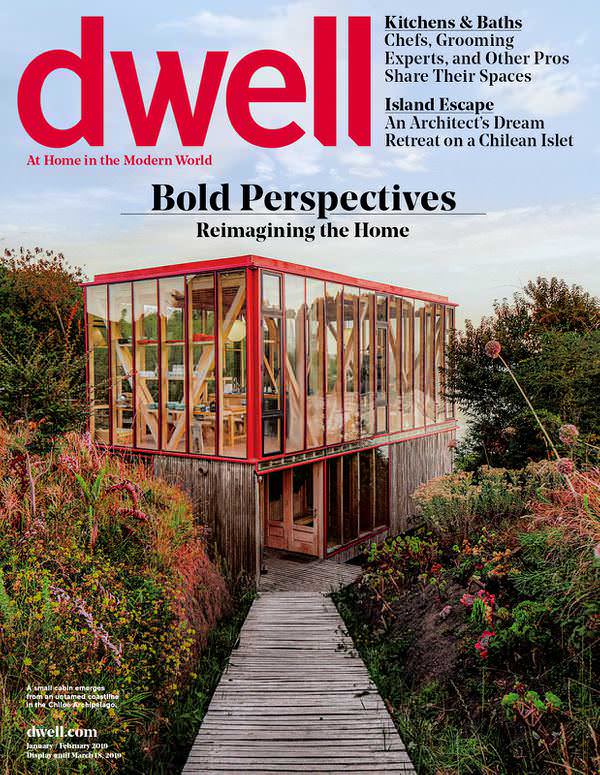 dwell
At Home in the Modern World
Kitchens & Baths
Chefs, Grooming
Experts, and Other Pros
Share Their Spaces
Island Escape
An Architect's Dream
Retreat on a Chilean Islet
Bold Perspectives
Reimagining the Home
A small cabin emerges
from an untamed coastline
in the Chiloé Archipelago.
dwell.com
January / February 2019
Display until March 18, 2019